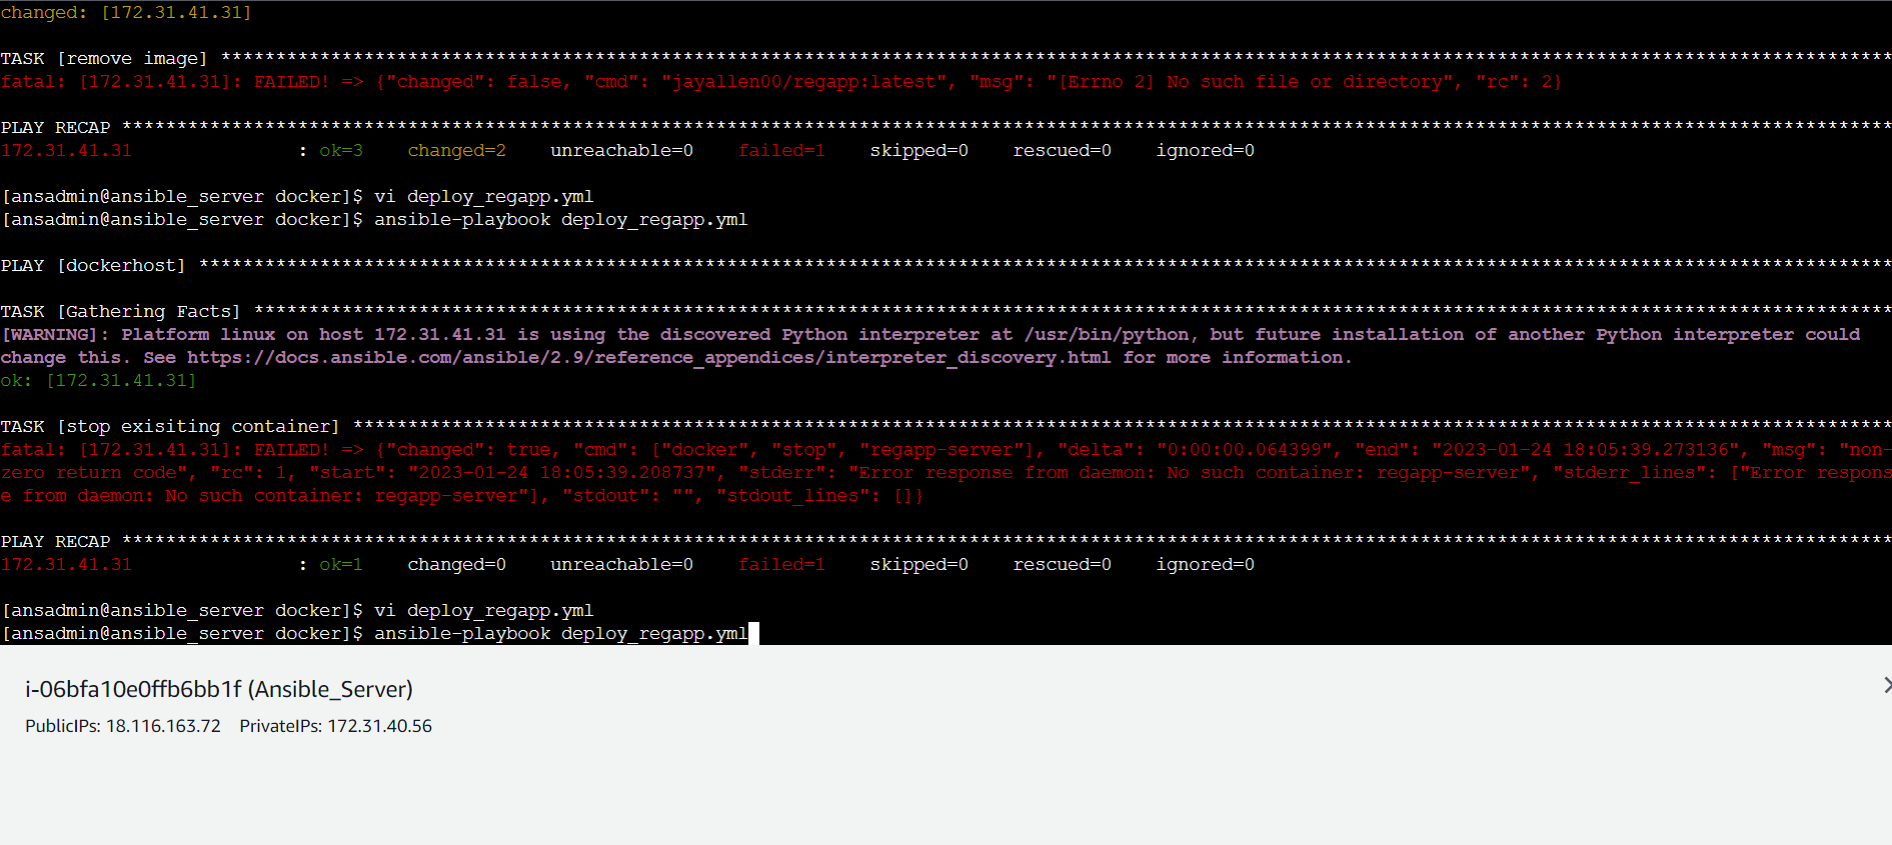 changed: [172.31.41.31]
TASK [remove image] ********************************************************************************************************************************************************
fatal: [172.31.41.31]: FAILED! => {"changed": false, "cmd": "jayallen00/regapp:latest", "msg": "[Errno 2] No such file or directory", "rc": 2}
PLAY RECAP *****************************************************************************************************************************************************************
172.31.41.31 : ok=3 changed=2 unreachable=0 failed=1 skipped=0 rescued=0 ignored=0
[ansadmin@ansible_server docker]$ vi deploy_regapp.yml
[ansadmin@ansible_server docker]$ ansible-playbook deploy_regapp.yml
PLAY [dockerhost] **********************************************************************************************************************************************************
TASK [Gathering Facts] *****************************************************************************************************************************************************
[WARNING]: Platform linux on host 172.31.41.31 is using the discovered Python interpreter at /usr/bin/python, but future installation of another Python interpreter could
change this. See https://docs.ansible.com/ansible/2.9/reference_appendices/interpreter_discovery.html for more information.
ok: [172.31.41.31]
TASK [stop exisiting container] ********************************************************************************************************************************************
fatal: [172.31.41.31]: FAILED! => {"changed": true, "cmd": ["docker", "stop", "regapp-server"], "delta": "0:00:00.064399", "end": "2023-01-24 18:05:39.273136", "msg": "non-
zero return code", "rc": 1, "start": "2023-01-24 18:05:39.208737", "stderr": "Error response from daemon: No such container: regapp-server", "stderr_lines": ["Error respons
e from daemon: No such container: regapp-server"], "stdout": "", "stdout_lines": []}
PLAY RECAP *****************************************************************************************************************************************************************
172.31.41.31 : ok=1 changed=0 unreachable=0 failed=1 skipped=0 rescued=0 ignored=0
[ansadmin@ansible_server docker]$ vi deploy_regapp.yml
[ansadmin@ansible_server docker]$ ansible-playbook deploy_regapp.yml
i-06bfa10e0ffb6bb1f (Ansible_Server)
PublicIPs: 18.116.163.72 PrivateIPs: 172.31.40.56